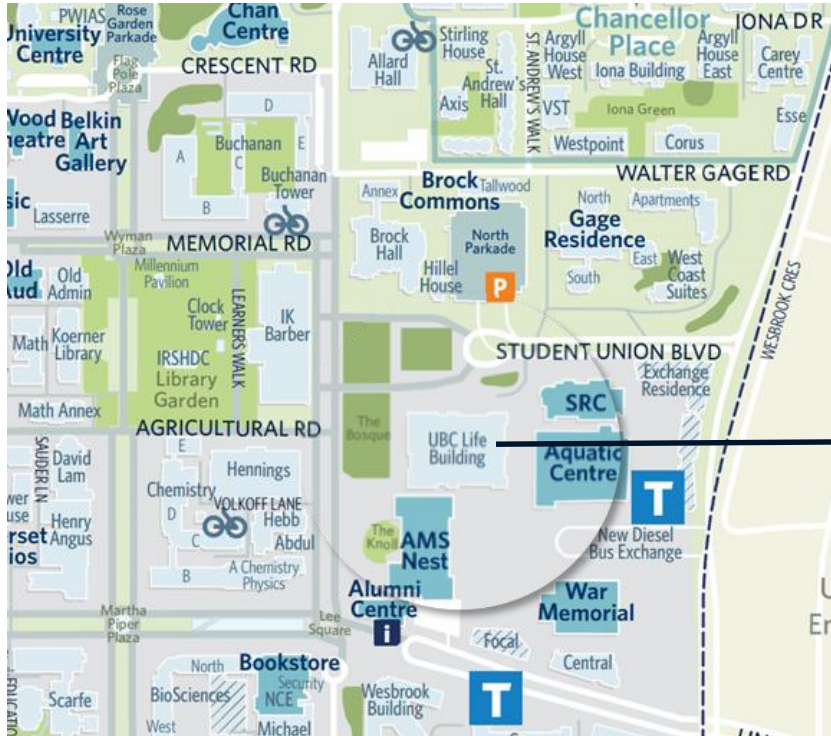 PWIAS
Rose
Garden
Parkade
University
Centre
Flag
Pole
Plaza
Chan
Centre
CRESCENT RD
Allard
Hall
Stirling
House
St.
Andrew's
Hall
Axis
ST. ANDREW'S WALK
Chancellor
Place
IONA DR
Argyll
House
West
Iona Building
Argyll
House
East
Carey
Centre
VST
Iona Green
Esse
Westpoint
Corus
WALTER GAGE RD
Wood
Theatre
Belkin
Art
Gallery
A
Buchanan
D
C
E
B
Buchanan
Tower
Lasserre
Wyman
Plaza
MEMORIAL RD
Annex
Brock
Commons
Tallwood
Brock
Hall
Hillel
House
North
Parkade
P
North
Apartments
Gage
Residence
South
East
West
Coast
Suites
WESBROOK CRES
Old
Aud
Old
Admin
Millennium
Pavilion
Clock
Tower
LEARNERS WALK
IK
Barber
Math
Koerner
Library
IRSHDC
Library
Garden
Math Annex
AGRICULTURAL RD
The
Bosque
STUDENT UNION BLVD
Exchange
Residence
SRC
UBC Life
Building
Aquatic
Centre
T
New Diesel
Bus Exchange
SAUDER LN
David
Lam
Henry
Angus
E
Chemistry
D
C
B
Hennings
VOLKOFF LANE
Hebb
Abdul
A Chemistry
Physics
The
Knoll
AMS
Nest
Alumni
Centre
i
War
Memorial
Martha
Piper
Plaza
Lee
Square
Focal
Central
Bookstore
Security
NCE
Michael
North
BioSciences
West
Scarfe
Wesbrook
Building
T